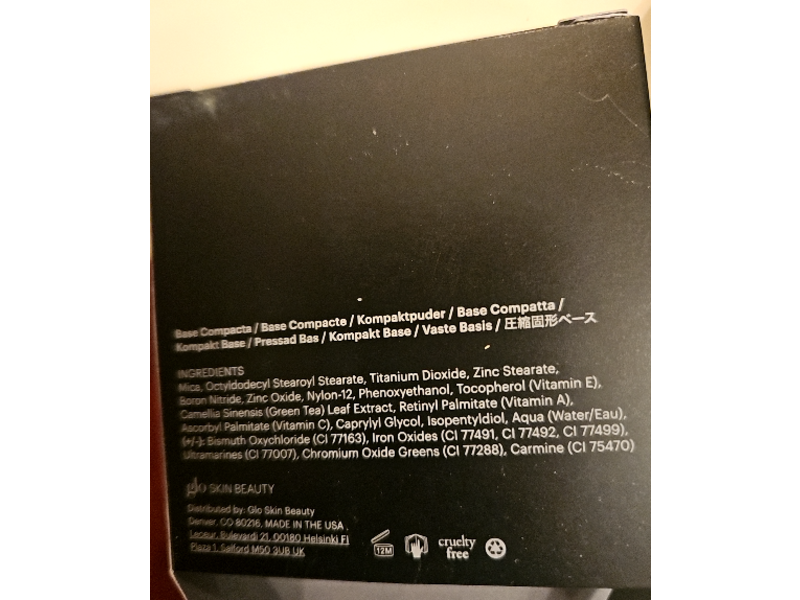 Base Compacta / Base Compacte / Kompaktpuder / Base Compatta /
Kompakt Base / Pressad Bas / Kompakt Base / Vaste Basis / 圧縮固形ベース
INGREDIENTS
Mica, Octyldodecyl Stearoyl Stearate, Titanium Dioxide, Zinc Stearate,
Boron Nitride, Zinc Oxide, Nylon-12, Phenoxyethanol, Tocopherol (Vitamin E),
Camellia Sinensis (Green Tea) Leaf Extract, Retinyl Palmitate (Vitamin A),
Ascorbyl Palmitate (Vitamin C), Caprylyl Glycol, Isopentyldiol, Aqua (Water/Eau),
(+/-): Bismuth Oxychloride (CI 77163), Iron Oxides (CI 77491, CI 77492, CI 77499),
Ultramarines (CI 77007), Chromium Oxide Greens (CI 77288), Carmine (CI 75470)
glo SKIN BEAUTY
Distributed by: Glo Skin Beauty
Denver, CO 80216, MADE IN THE USA
Bulevardi 21, 00180 Helsinki FI
Plaza 1, Salford M50 3UB UK
12M
cruelty
free